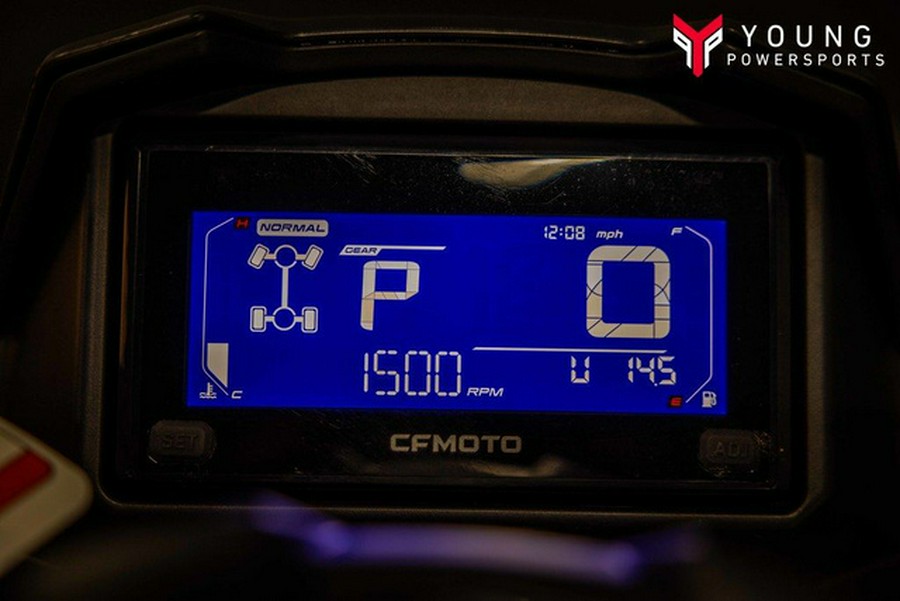 YOUNG
POWERSPORTS
H NORMAL 12:08 mph F
GEAR
P 0
1500 RPM U 14.5
C E
SET CFMOTO ADJ